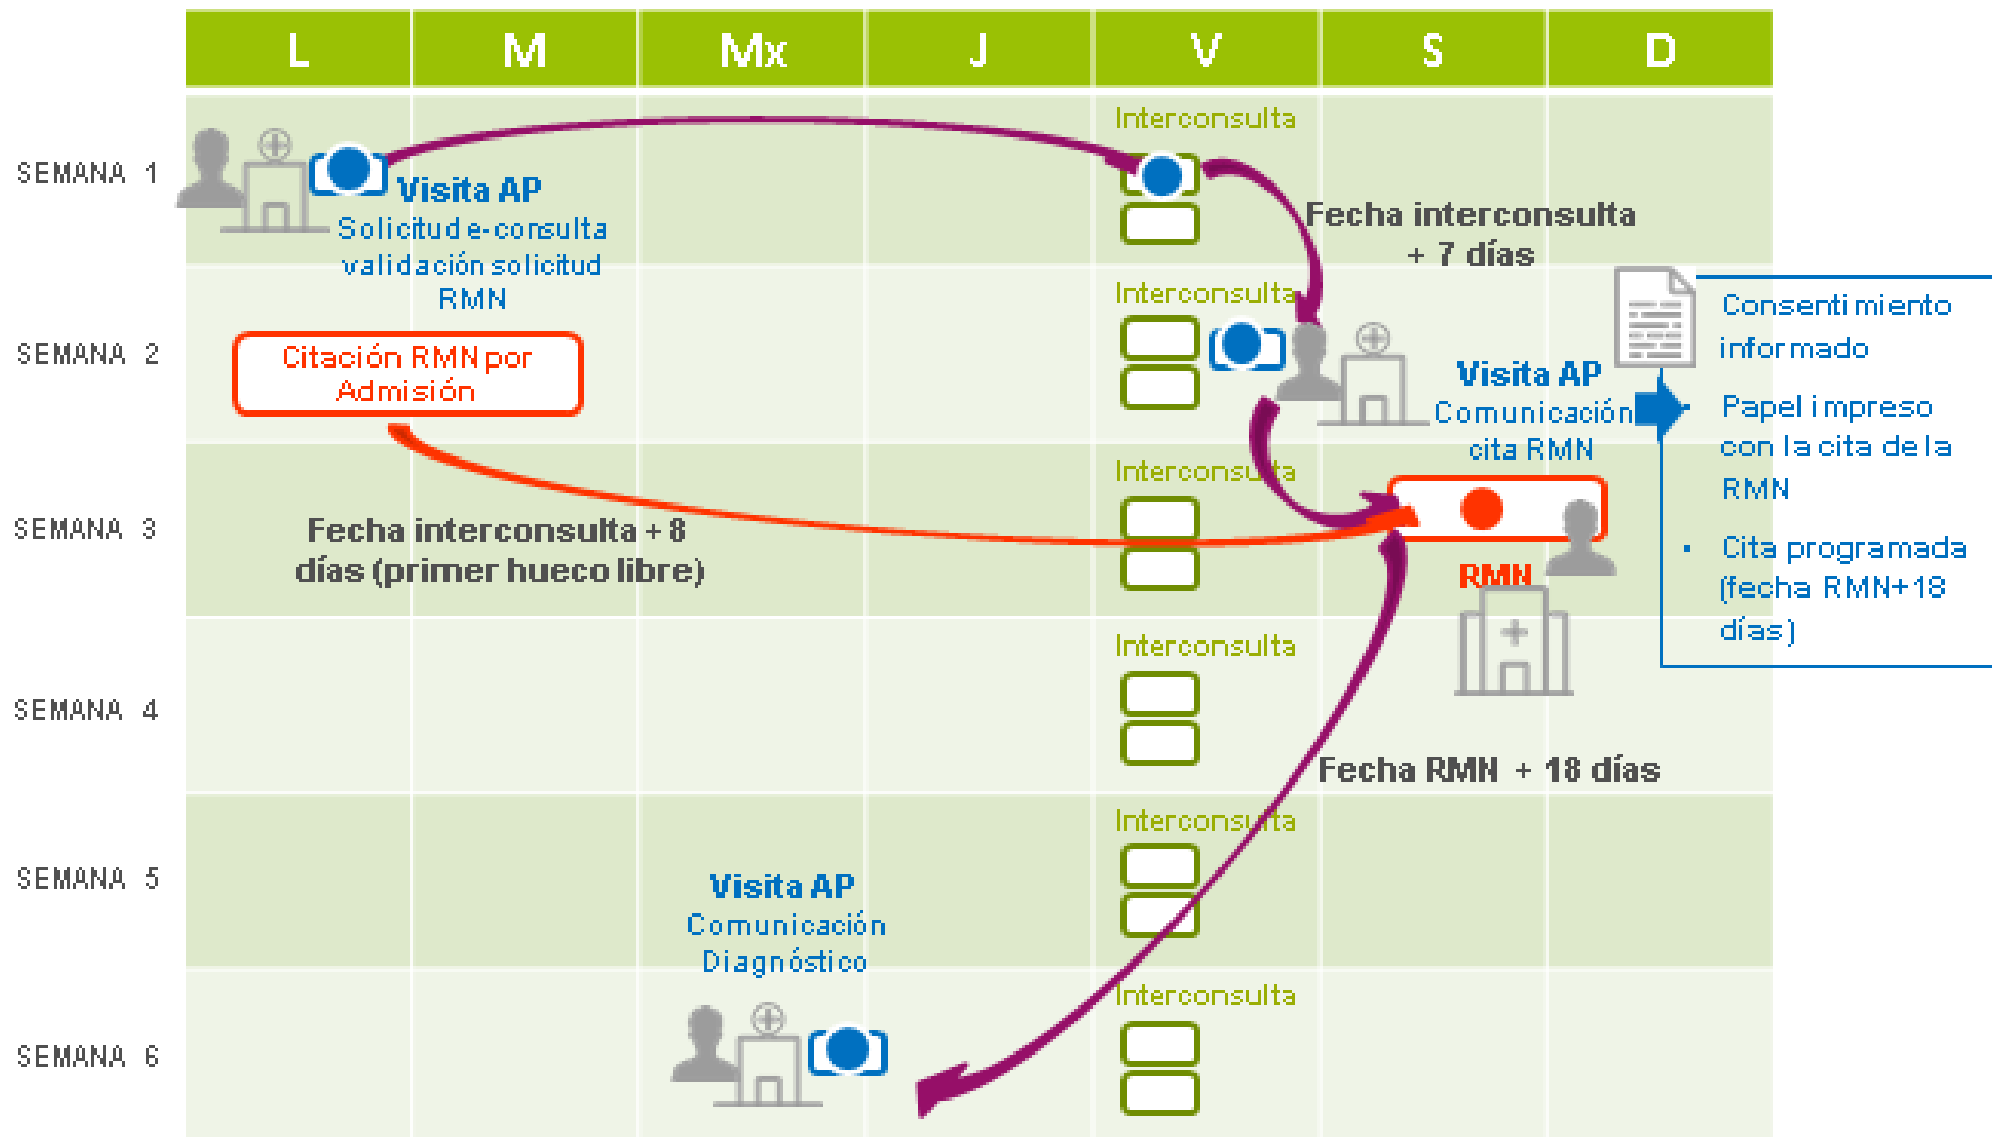 L M Mx J V S D
SEMANA 1
Interconsulta
Visita AP
Solicitud e-consulta
validación solicitud
RMN
Fecha interconsulta
+ 7 días
SEMANA 2
Citación RMN por
Admisión
Interconsulta
Visita AP
Comunicación
cita RMN
Consentimiento
informado
▪ Papel impreso
con la cita de la
RMN
▪ Cita programada
(fecha RMN+18
días)
SEMANA 3
Fecha interconsulta + 8
días (primer hueco libre)
Interconsulta
RMN
SEMANA 4
Interconsulta
Fecha RMN + 18 días
SEMANA 5
Interconsulta
Visita AP
Comunicación
Diagnóstico
SEMANA 6
Interconsulta